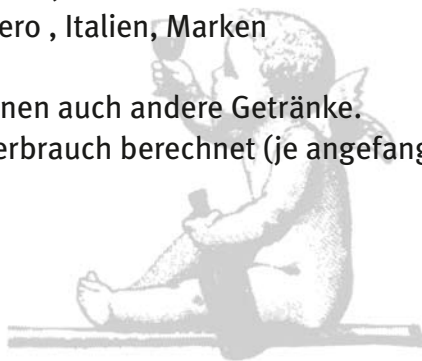 ero , Italien, Marken
nen auch andere Getränke.
erbrauch berechnet (je angefang